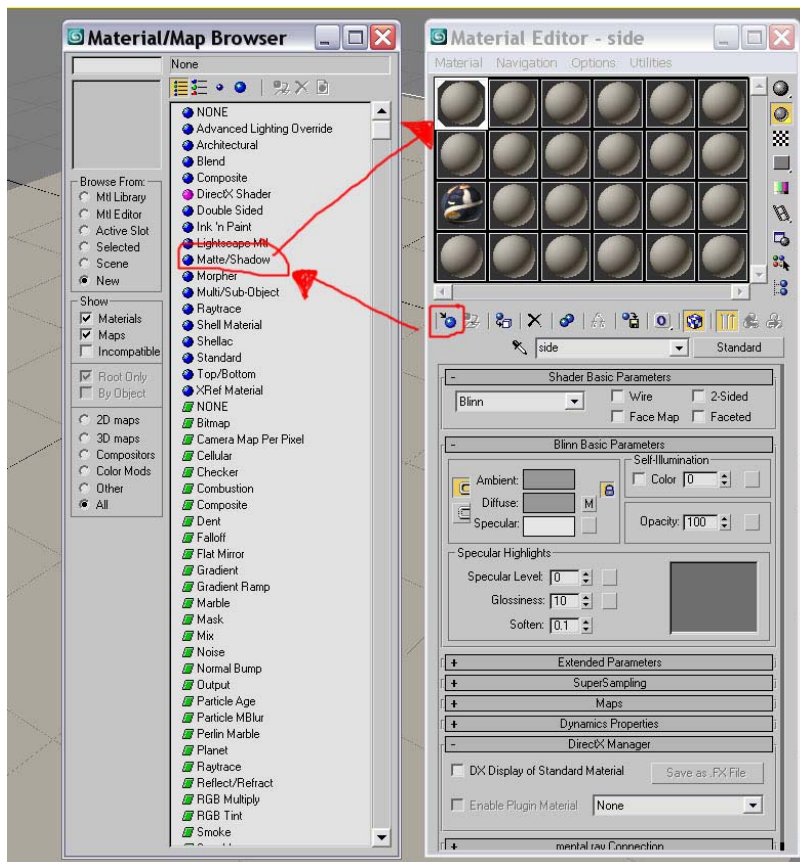 Material/Map Browser
None
NONE
Advanced Lighting Override
Architectural
Blend
Composite
DirectX Shader
Double Sided
Ink 'n Paint
Lightscape Mtl
Matte/Shadow
Morpher
Multi/Sub-Object
Raytrace
Shell Material
Shellac
Standard
Top/Bottom
XRef Material
NONE
Bitmap
Camera Map Per Pixel
Cellular
Checker
Combustion
Composite
Dent
Falloff
Flat Mirror
Gradient
Gradient Ramp
Marble
Mask
Mix
Noise
Normal Bump
Output
Particle Age
Particle MBlur
Perlin Marble
Planet
Raytrace
Reflect/Refract
RGB Multiply
RGB Tint
Smoke
Browse From:
Mtl Library
Mtl Editor
Active Slot
Selected
Scene
New
Show
Materials
Maps
Incompatible
Root Only
By Object
2D maps
3D maps
Compositors
Color Mods
Other
All
Material Editor - side
Material Navigation Options Utilities
side Standard
Shader Basic Parameters
Blinn Wire 2-Sided
Face Map Faceted
Blinn Basic Parameters
Self-Illumination
Ambient: Color 0
Diffuse: M
Specular: Opacity: 100
Specular Highlights
Specular Level: 0
Glossiness: 10
Soften: 0.1
+ Extended Parameters
+ SuperSampling
+ Maps
+ Dynamics Properties
- DirectX Manager
DX Display of Standard Material Save as .FX File
Enable Plugin Material None
+ mental ray Connection